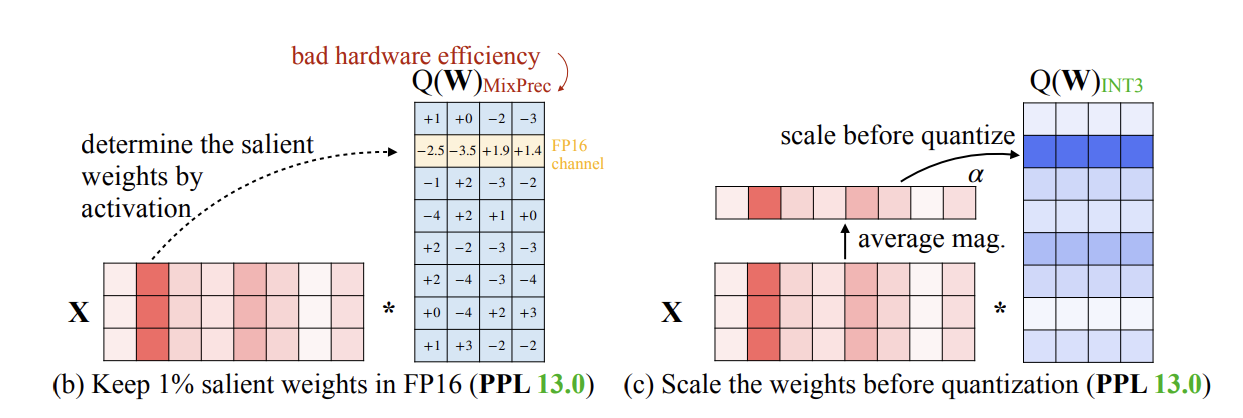 bad hardware efficiency
Q(W)MixPrec
determine the salient
weights by
activation
+1 +0 −2 −3
−2.5 −3.5 +1.9 +1.4
FP16
channel
−1 +2 −3 −2
−4 +2 +1 +0
+2 −2 −3 −3
+2 −4 −3 −4
+0 −4 +2 +3
+1 +3 −2 −2
X
*
(b) Keep 1% salient weights in FP16 (PPL 13.0)
Q(W)INT3
scale before quantize
α
average mag.
X
*
(c) Scale the weights before quantization (PPL 13.0)